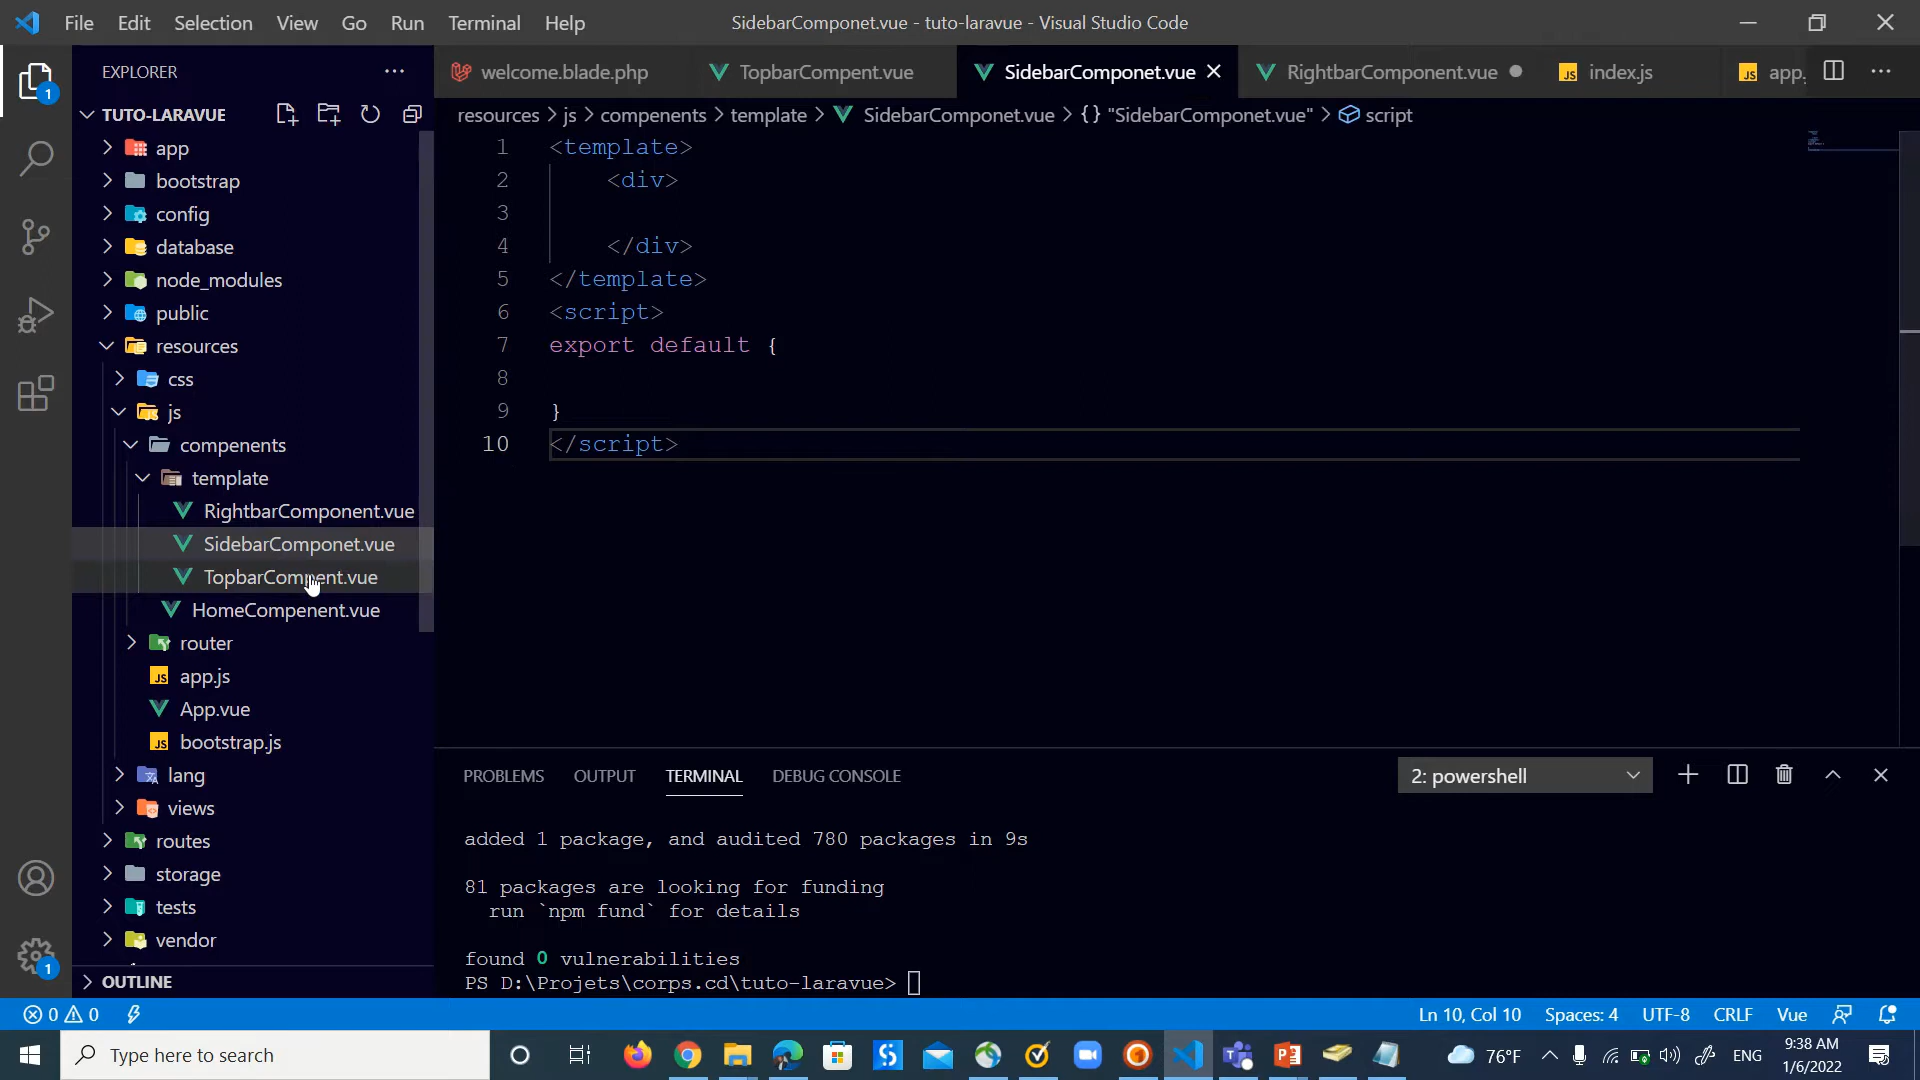 File Edit Selection View Go Run Terminal Help
SidebarComponet.vue - tuto-laravue - Visual Studio Code
EXPLORER
welcome.blade.php
TopbarCompent.vue
SidebarComponet.vue
RightbarComponent.vue
JS index.js
JS app.
TUTO-LARAVUE
resources > js > compenents > template > SidebarComponet.vue > {} "SidebarComponet.vue" > script
app
bootstrap
config
database
node_modules
public
resources
css
js
compenents
template
RightbarComponent.vue
SidebarComponet.vue
TopbarCompent.vue
HomeCompenent.vue
router
JS app.js
App.vue
JS bootstrap.js
lang
views
routes
storage
tests
vendor
OUTLINE
1 <template>
2 <div>
3
4 </div>
5 </template>
6 <script>
7 export default {
8
9 }
10 </script>
PROBLEMS OUTPUT TERMINAL DEBUG CONSOLE
2: powershell
added 1 package, and audited 780 packages in 9s
81 packages are looking for funding
run `npm fund` for details
found 0 vulnerabilities
PS D:\Projets\corps.cd\tuto-laravue>
1
1
0 0
Ln 10, Col 10 Spaces: 4 UTF-8 CRLF Vue
Type here to search
76°F
ENG
9:38 AM
1/6/2022